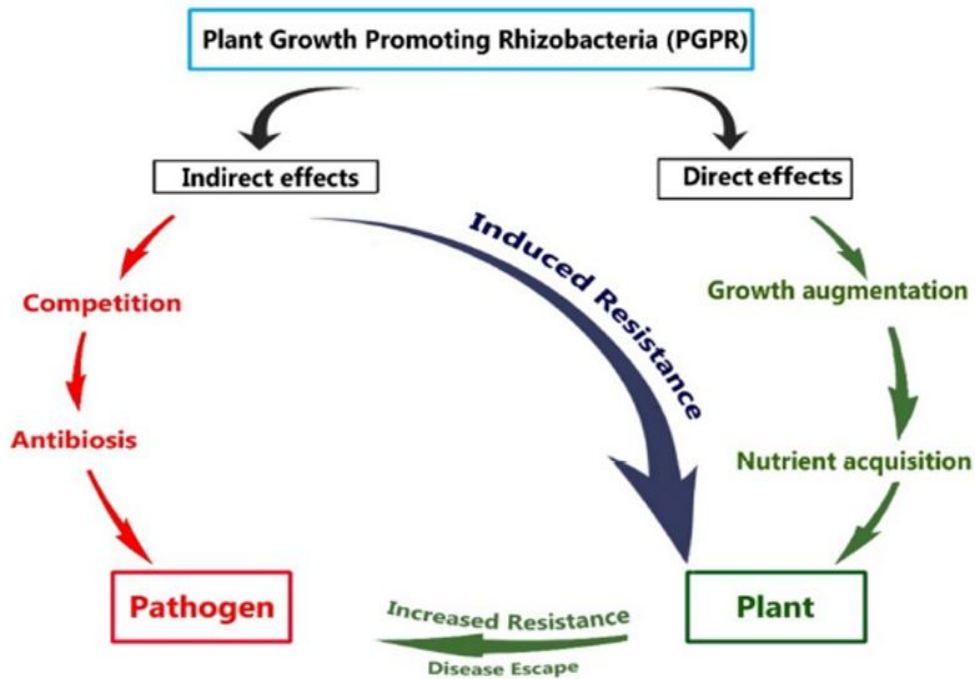 Plant Growth Promoting Rhizobacteria (PGPR)
Indirect effects
Direct effects
Induced Resistance
Competition
Growth augmentation
Antibiosis
Nutrient acquisition
Pathogen
Increased Resistance
Disease Escape
Plant